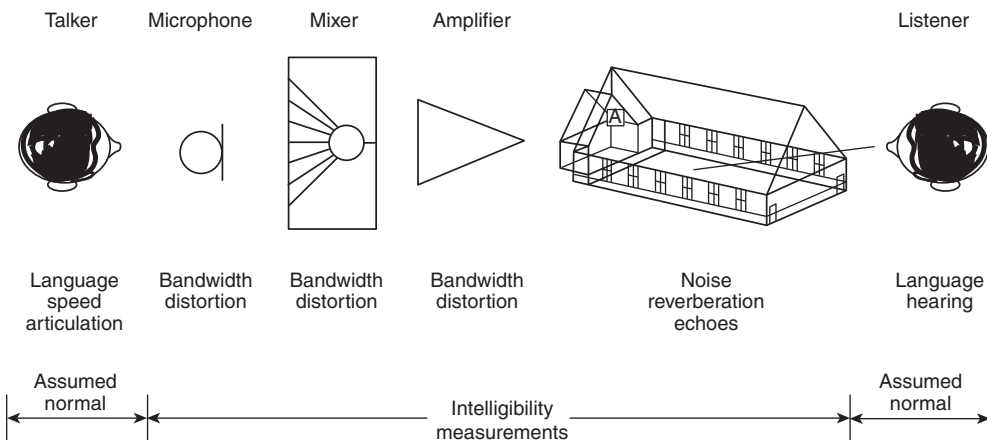 Talker
Microphone
Mixer
Amplifier
Listener
A
Language
speed
articulation
Bandwidth
distortion
Bandwidth
distortion
Bandwidth
distortion
Noise
reverberation
echoes
Language
hearing
Assumed
normal
Intelligibility
measurements
Assumed
normal